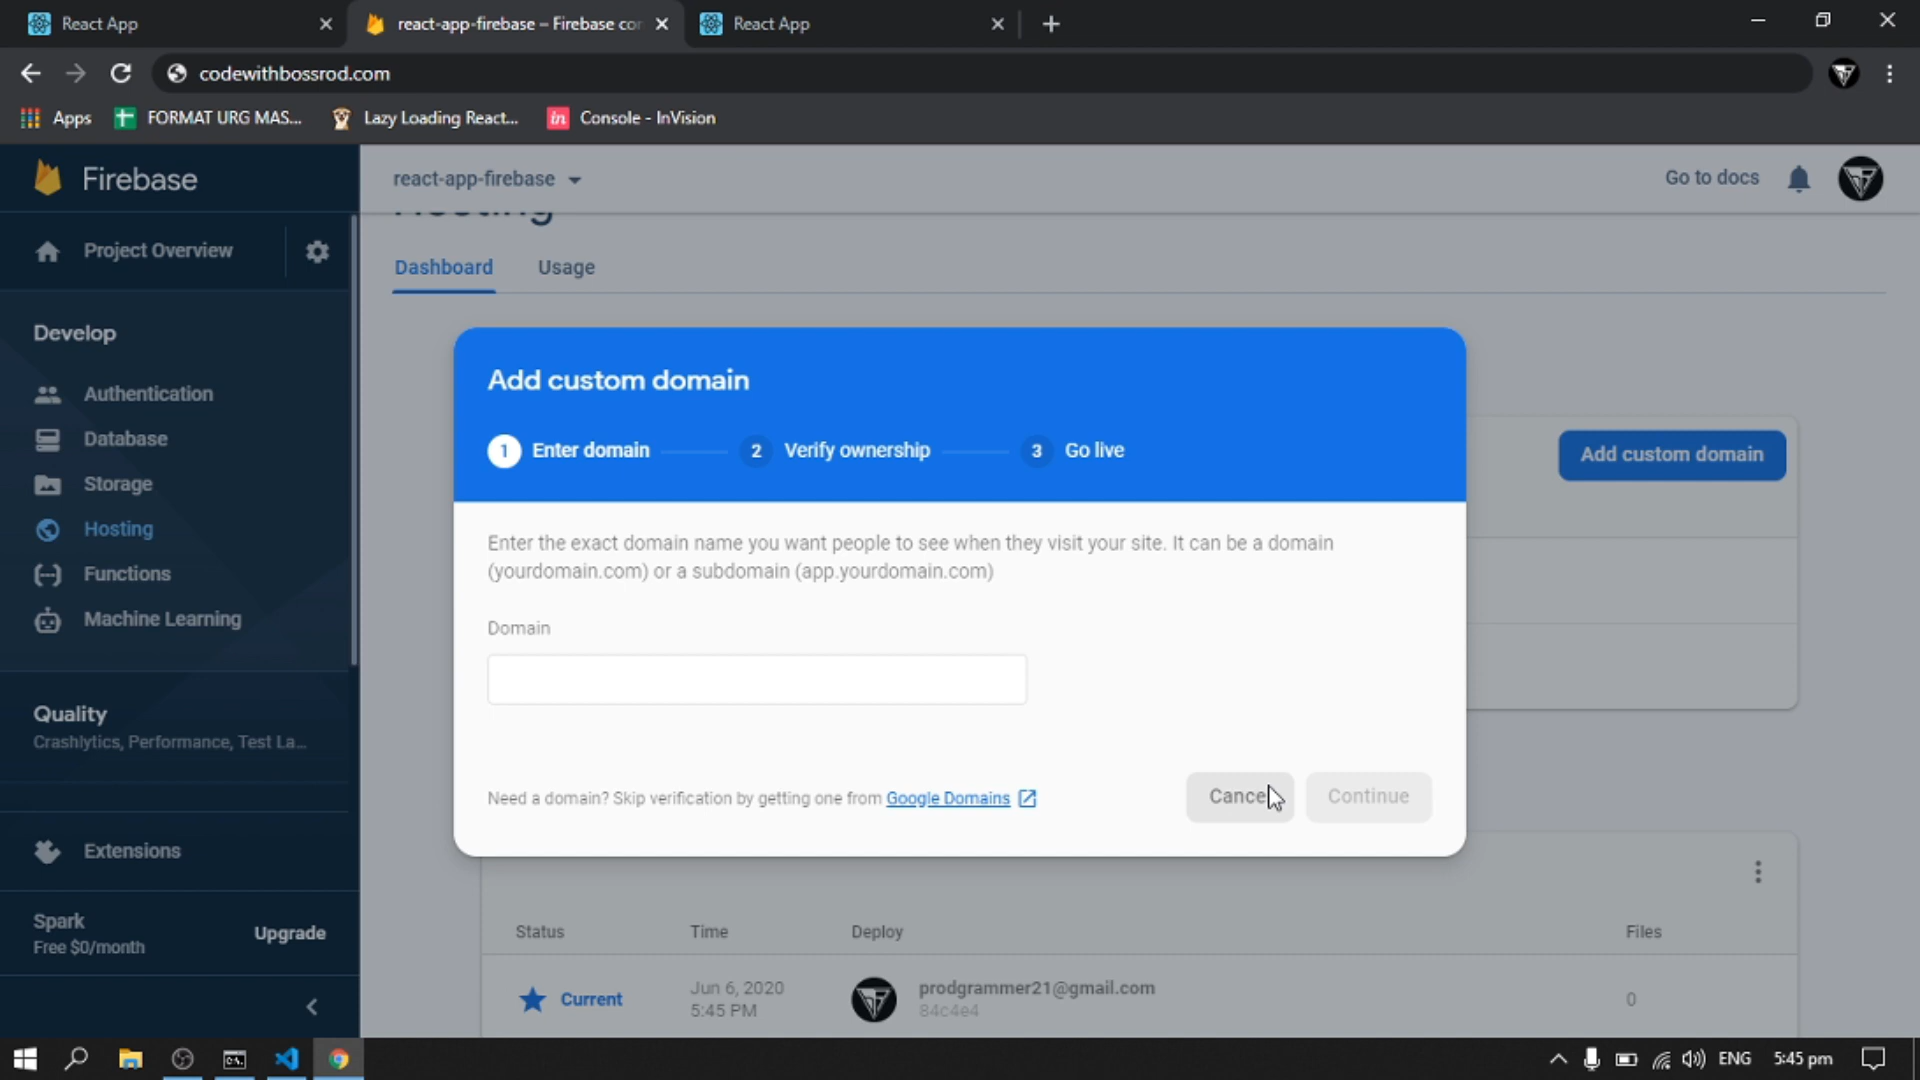 React App
react-app-firebase – Firebase cor
React App
codewithbossrod.com
Apps
FORMAT URG MAS...
Lazy Loading React...
in
Console - InVision
Firebase
react-app-firebase
Go to docs
Hosting
Project Overview
Dashboard
Usage
Develop
Authentication
Database
Storage
Hosting
Functions
Machine Learning
Quality
Crashlytics, Performance, Test La...
Extensions
Spark
Free $0/month
Upgrade
Add custom domain
1 Enter domain
2 Verify ownership
3 Go live
Add custom domain
Enter the exact domain name you want people to see when they visit your site. It can be a domain
(yourdomain.com) or a subdomain (app.yourdomain.com)
Domain
Need a domain? Skip verification by getting one from Google Domains
Cancel
Continue
Status
Time
Deploy
Files
Current
Jun 6, 2020
5:45 PM
prodgrammer21@gmail.com
84c4e4
0
ENG
5:45 pm